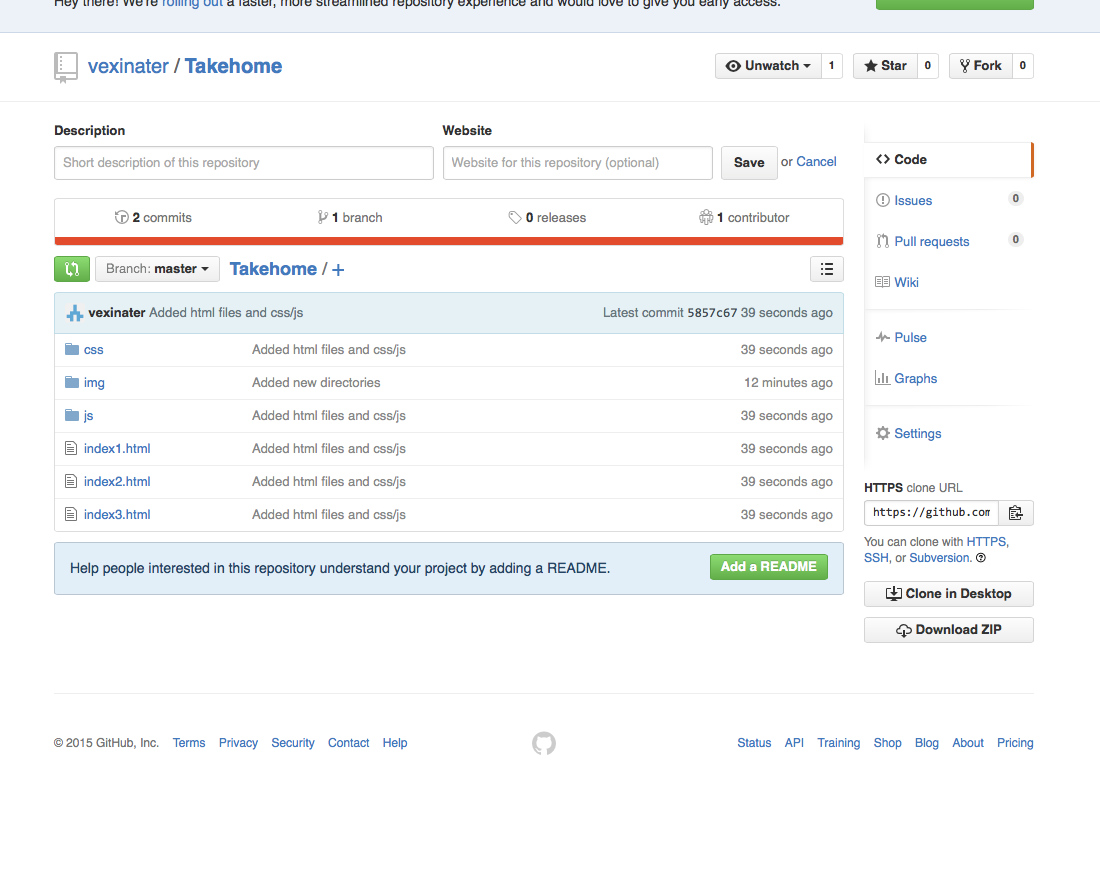 Hey there! We're rolling out a faster, more streamlined repository experience and would love to give you early access.
vexinater / Takehome
Unwatch 1 Star 0 Fork 0
Description
Short description of this repository
Website
Website for this repository (optional)
Save or Cancel
2 commits 1 branch 0 releases 1 contributor
Branch: master Takehome / +
vexinater Added html files and css/js Latest commit 5857c67 39 seconds ago
css Added html files and css/js 39 seconds ago
img Added new directories 12 minutes ago
js Added html files and css/js 39 seconds ago
index1.html Added html files and css/js 39 seconds ago
index2.html Added html files and css/js 39 seconds ago
index3.html Added html files and css/js 39 seconds ago
Help people interested in this repository understand your project by adding a README. Add a README
Code
Issues 0
Pull requests 0
Wiki
Pulse
Graphs
Settings
HTTPS clone URL
https://github.com
You can clone with HTTPS,
SSH, or Subversion.
Clone in Desktop
Download ZIP
© 2015 GitHub, Inc. Terms Privacy Security Contact Help
Status API Training Shop Blog About Pricing